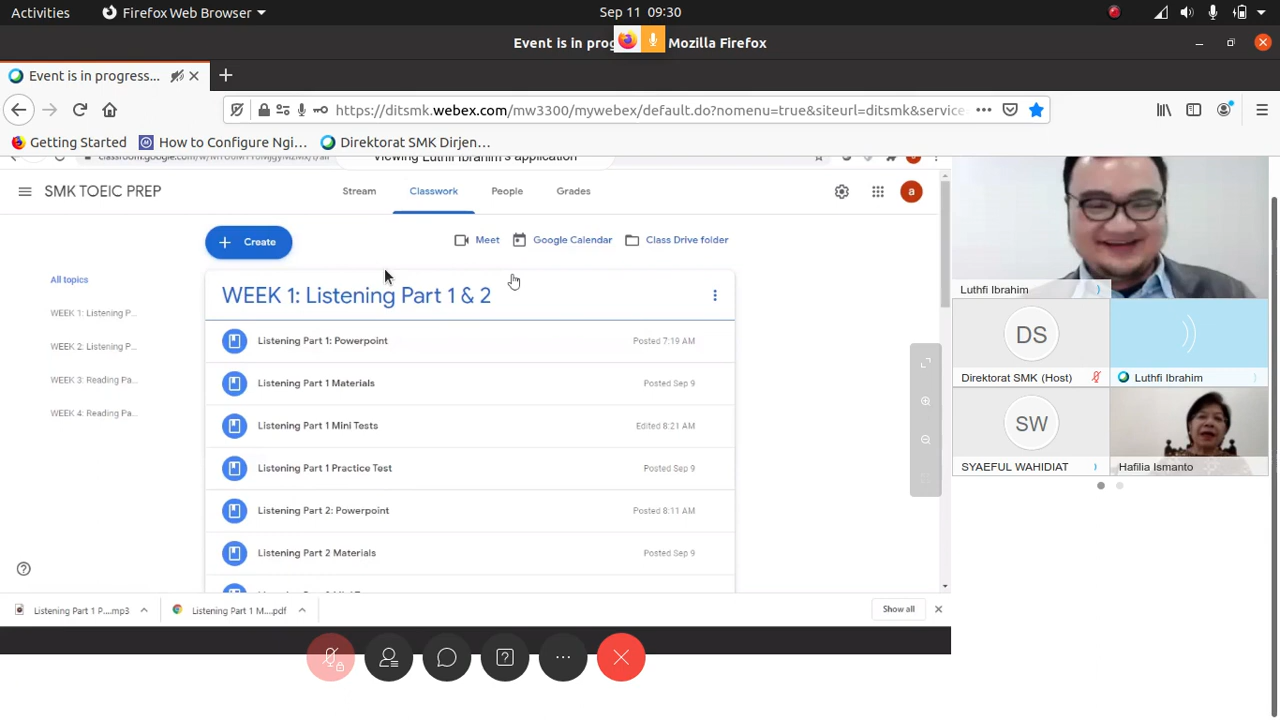 Activities
Firefox Web Browser
Sep 11 09:30
Event is in prog
Mozilla Firefox
Event is in progress...
https://ditsmk.webex.com/mw3300/mywebex/default.do?nomenu=true&siteurl=ditsmk&service
Getting Started
How to Configure Ngi...
Direktorat SMK Dirjen...
Viewing Luthfi Ibrahim's application
SMK TOEIC PREP
Stream
Classwork
People
Grades
a
Create
Meet
Google Calendar
Class Drive folder
All topics
WEEK 1: Listening P...
WEEK 2: Listening P...
WEEK 3: Reading Pa...
WEEK 4: Reading Pa...
WEEK 1: Listening Part 1 & 2
Listening Part 1: Powerpoint
Posted 7:19 AM
Listening Part 1 Materials
Posted Sep 9
Listening Part 1 Mini Tests
Edited 8:21 AM
Listening Part 1 Practice Test
Posted Sep 9
Listening Part 2: Powerpoint
Posted 8:11 AM
Listening Part 2 Materials
Posted Sep 9
Listening Part 1 P....mp3
Listening Part 1 M....pdf
Show all
Luthfi Ibrahim
DS
Direktorat SMK (Host)
Luthfi Ibrahim
SW
SYAEFUL WAHIDIAT
Hafilia Ismanto